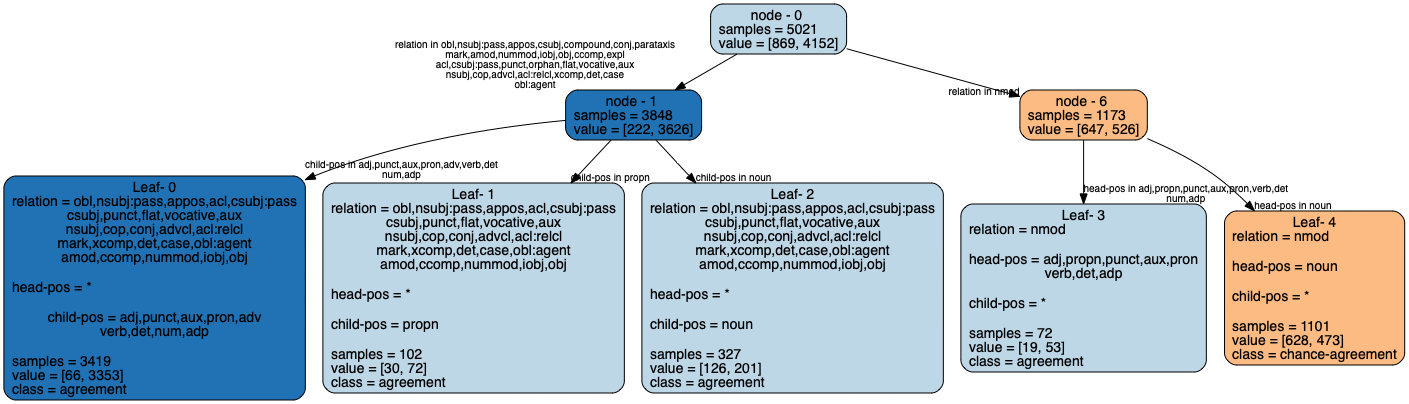 node - 0
samples = 5021
value = [869, 4152]
relation in obl,nsubj:pass,appos,csubj,compound,conj,parataxis
mark,amod,nummod,iobj,obj,ccomp,expl
acl,csubj:pass,punct,orphan,flat,vocative,aux
nsubj,cop,advcl,acl:relcl,xcomp,det,case
obl:agent
relation in nmod
node - 1
samples = 3848
value = [222, 3626]
node - 6
samples = 1173
value = [647, 526]
child-pos in adj,punct,aux,pron,adv,verb,det
num,adp
child-pos in propn
child-pos in noun
head-pos in adj,propn,punct,aux,pron,verb,det
num,adp
head-pos in noun
Leaf- 0
relation = obl,nsubj:pass,appos,acl,csubj:pass
csubj,punct,flat,vocative,aux
nsubj,cop,conj,advcl,acl:relcl
mark,xcomp,det,case,obl:agent
amod,ccomp,nummod,iobj,obj
head-pos = *
child-pos = adj,punct,aux,pron,adv
verb,det,num,adp
samples = 3419
value = [66, 3353]
class = agreement
Leaf- 1
relation = obl,nsubj:pass,appos,acl,csubj:pass
csubj,punct,flat,vocative,aux
nsubj,cop,conj,advcl,acl:relcl
mark,xcomp,det,case,obl:agent
amod,ccomp,nummod,iobj,obj
head-pos = *
child-pos = propn
samples = 102
value = [30, 72]
class = agreement
Leaf- 2
relation = obl,nsubj:pass,appos,acl,csubj:pass
csubj,punct,flat,vocative,aux
nsubj,cop,conj,advcl,acl:relcl
mark,xcomp,det,case,obl:agent
amod,ccomp,nummod,iobj,obj
head-pos = *
child-pos = noun
samples = 327
value = [126, 201]
class = agreement
Leaf- 3
relation = nmod
head-pos = adj,propn,punct,aux,pron
verb,det,adp
child-pos = *
samples = 72
value = [19, 53]
class = agreement
Leaf- 4
relation = nmod
head-pos = noun
child-pos = *
samples = 1101
value = [628, 473]
class = chance-agreement